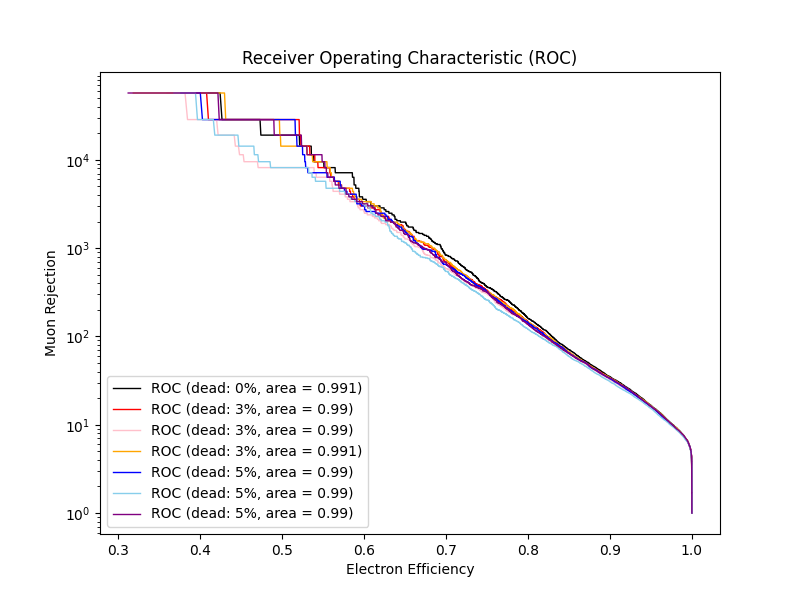 Receiver Operating Characteristic (ROC)
Muon Rejection
10⁴
10³
10²
10¹
10⁰
ROC (dead: 0%, area = 0.991)
ROC (dead: 3%, area = 0.99)
ROC (dead: 3%, area = 0.99)
ROC (dead: 3%, area = 0.991)
ROC (dead: 5%, area = 0.99)
ROC (dead: 5%, area = 0.99)
ROC (dead: 5%, area = 0.99)
0.3 0.4 0.5 0.6 0.7 0.8 0.9 1.0
Electron Efficiency